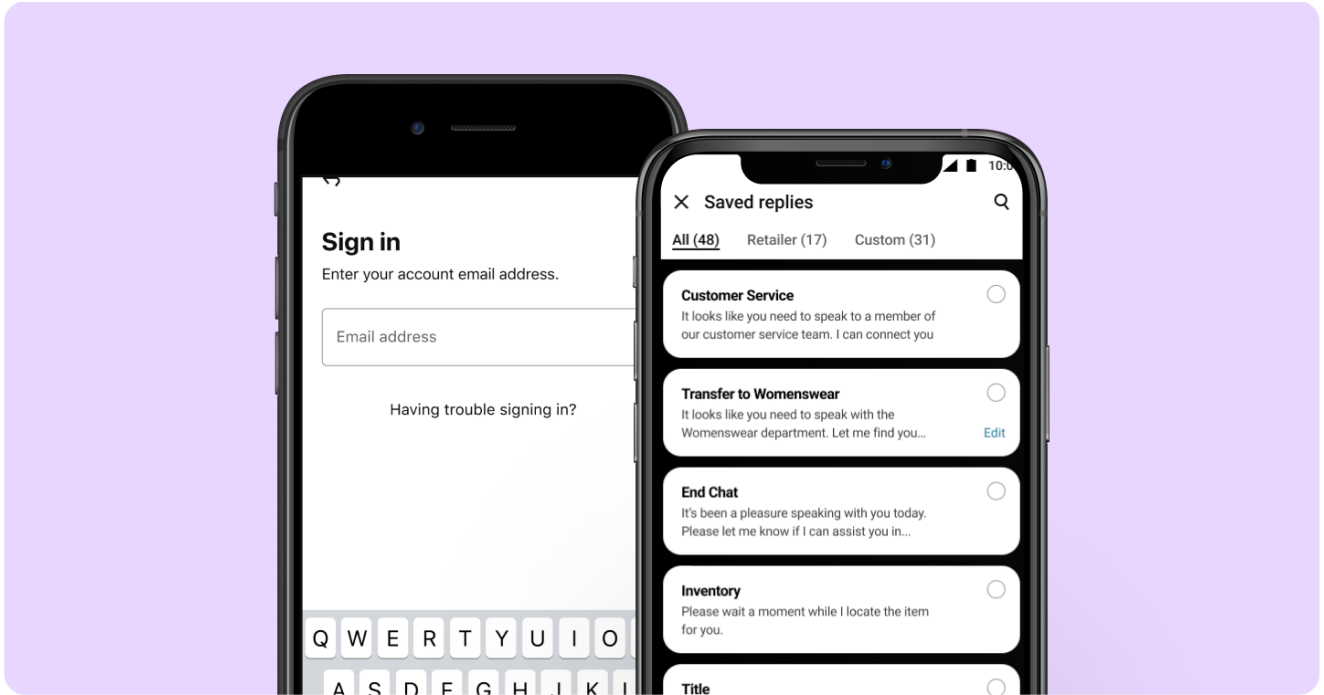 Sign in
Enter your account email address.
Email address
Having trouble signing in?
Q W E R T Y U I O
A S D F G H J K L
10:0
Saved replies
All (48) Retailer (17) Custom (31)
Customer Service
It looks like you need to speak to a member of
our customer service team. I can connect you
Transfer to Womenswear
It looks like you need to speak with the
Womenswear department. Let me find you...
Edit
End Chat
It's been a pleasure speaking with you today.
Please let me know if I can assist you in...
Inventory
Please wait a moment while I locate the item
for you.
Title